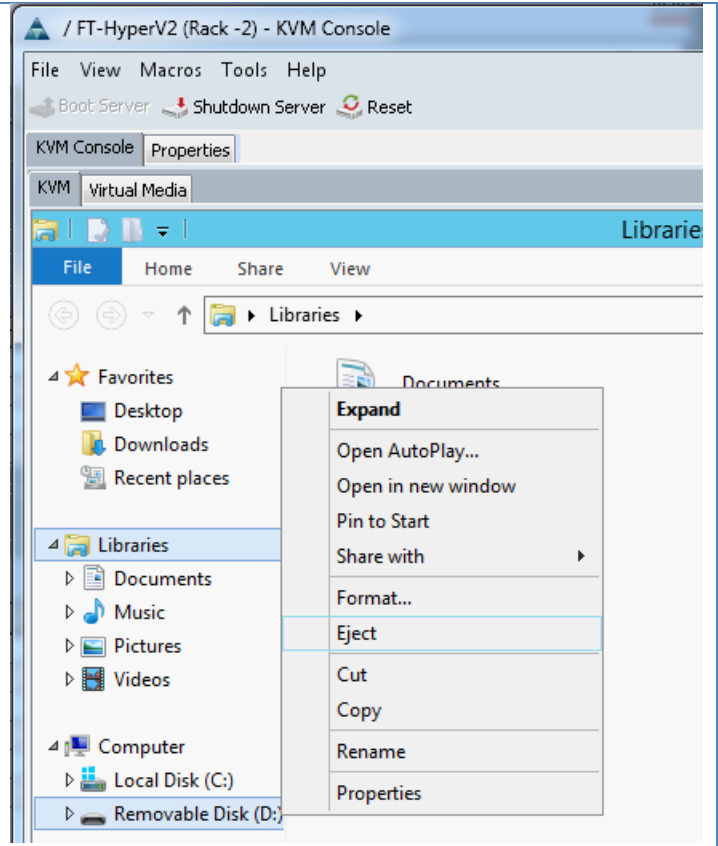 / FT-HyperV2 (Rack -2) - KVM Console
File View Macros Tools Help
Boot Server Shutdown Server Reset
KVM Console Properties
KVM Virtual Media
Librarie
File Home Share View
Libraries
Favorites
Desktop
Downloads
Recent places
Libraries
Documents
Music
Pictures
Videos
Computer
Local Disk (C:)
Removable Disk (D:)
Documents
Expand
Open AutoPlay...
Open in new window
Pin to Start
Share with
Format...
Eject
Cut
Copy
Rename
Properties